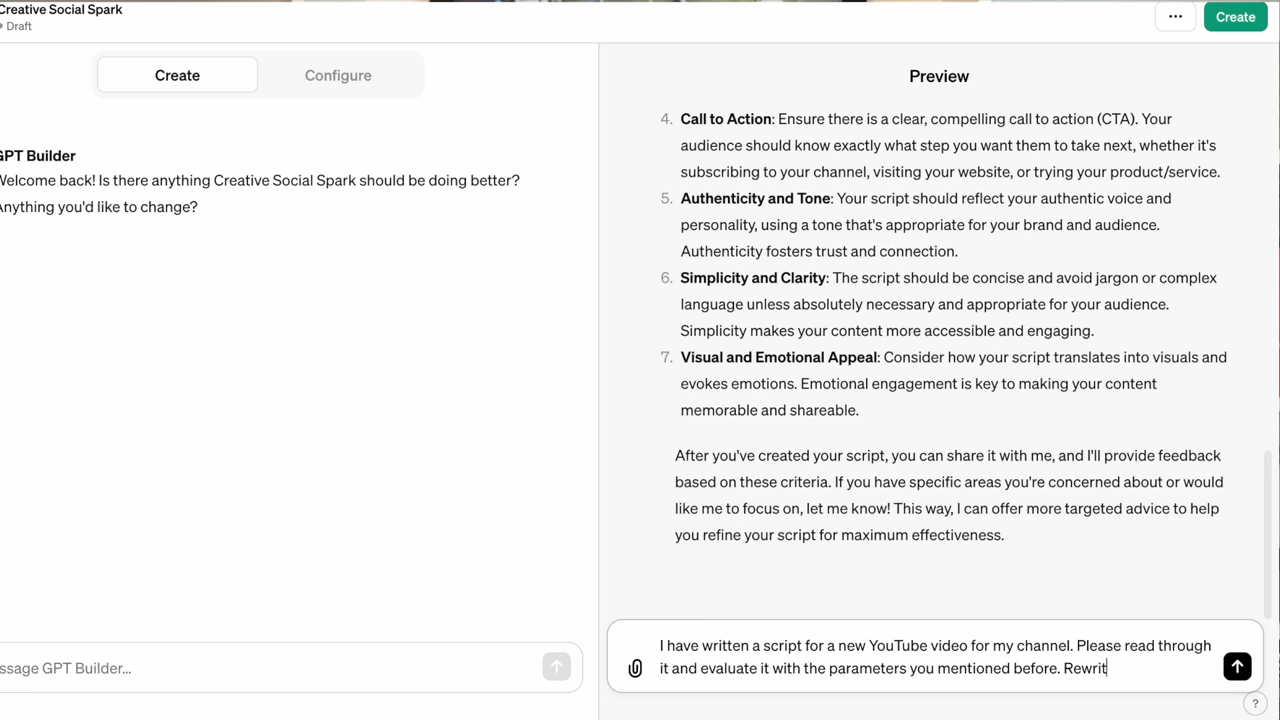 Creative Social Spark
Draft
...
Create
Create
Configure
Preview
GPT Builder
Welcome back! Is there anything Creative Social Spark should be doing better?
Anything you'd like to change?
4. Call to Action: Ensure there is a clear, compelling call to action (CTA). Your
audience should know exactly what step you want them to take next, whether it's
subscribing to your channel, visiting your website, or trying your product/service.
5. Authenticity and Tone: Your script should reflect your authentic voice and
personality, using a tone that's appropriate for your brand and audience.
Authenticity fosters trust and connection.
6. Simplicity and Clarity: The script should be concise and avoid jargon or complex
language unless absolutely necessary and appropriate for your audience.
Simplicity makes your content more accessible and engaging.
7. Visual and Emotional Appeal: Consider how your script translates into visuals and
evokes emotions. Emotional engagement is key to making your content
memorable and shareable.
After you've created your script, you can share it with me, and I'll provide feedback
based on these criteria. If you have specific areas you're concerned about or would
like me to focus on, let me know! This way, I can offer more targeted advice to help
you refine your script for maximum effectiveness.
ssage GPT Builder...
I have written a script for a new YouTube video for my channel. Please read through
it and evaluate it with the parameters you mentioned before. Rewrit
?